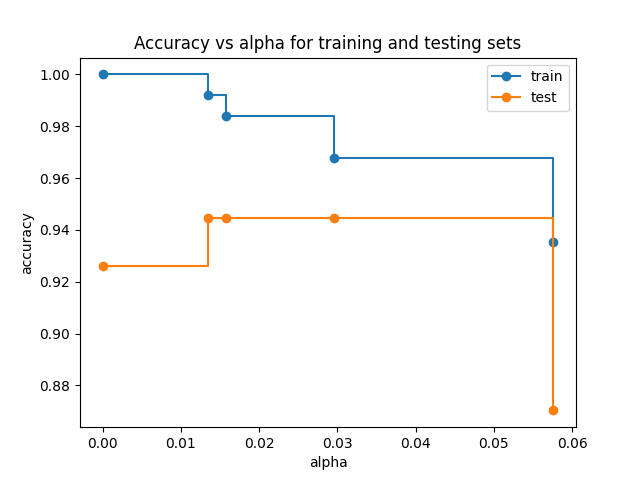 Accuracy vs alpha for training and testing sets
train
test
1.00
0.98
0.96
0.94
0.92
0.90
0.88
accuracy
0.00 0.01 0.02 0.03 0.04 0.05 0.06
alpha